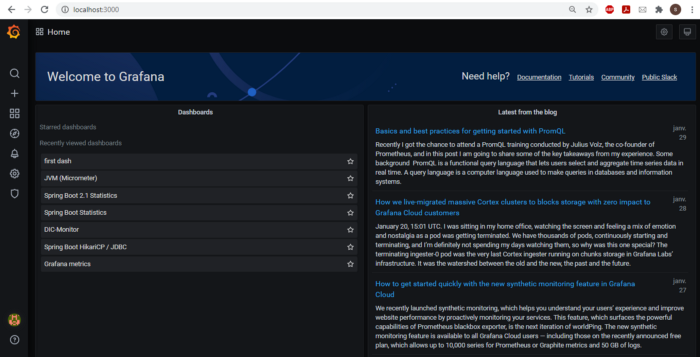 localhost:3000
ABP
s
Home
Welcome to Grafana
Need help?
Documentation
Tutorials
Community
Public Slack
Dashboards
Starred dashboards
Recently viewed dashboards
first dash
JVM (Micrometer)
Spring Boot 2.1 Statistics
Spring Boot Statistics
DIC-Monitor
Spring Boot HikariCP / JDBC
Grafana metrics
Latest from the blog
Basics and best practices for getting started with PromQL
janv.
29
Recently I got the chance to attend a PromQL training conducted by Julius Volz, the co-founder of
Prometheus, and in this post I am going to share some of the key takeaways from my experience. Some
background: PromQL is a functional query language that lets users select and aggregate time series data in
real time. A query language is a computer language used to make queries in databases and information
systems.
How we live-migrated massive Cortex clusters to blocks storage with zero impact to
Grafana Cloud customers
janv.
28
January 20, 15:01 UTC. I was sitting in my home office, watching the screen and feeling a mix of emotion
and nostalgia as a pod was getting terminated. We have thousands of pods, continuously starting and
terminating, and I'm definitely not spending my days watching them, so why was this one special? The
terminating ingester-0 pod was the very last Cortex ingester running on chunks storage in Grafana Labs'
infrastructure. It was the watershed between the old and the new, the past and the future.
How to get started quickly with the new synthetic monitoring feature in Grafana
Cloud
janv.
27
We recently launched synthetic monitoring, which helps you understand your users' experience and improve
website performance by proactively monitoring your services. This feature, which surfaces the powerful
capabilities of Prometheus blackbox exporter, is the next iteration of worldPing. The new synthetic
monitoring feature is available to all Grafana Cloud users -- including those on the recently announced free
plan, which allows up to 10,000 series for Prometheus or Graphite metrics and 50 GB of logs.